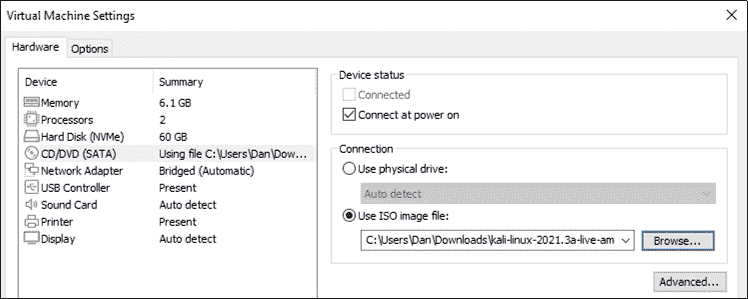 Virtual Machine Settings
Hardware Options
Device Summary
Memory 6.1 GB
Processors 2
Hard Disk (NVMe) 60 GB
CD/DVD (SATA) Using file C:\Users\Dan\Dow...
Network Adapter Bridged (Automatic)
USB Controller Present
Sound Card Auto detect
Printer Present
Display Auto detect
Device status
Connected
Connect at power on
Connection
Use physical drive:
Auto detect
Use ISO image file:
C:\Users\Dan\Downloads\kali-linux-2021.3a-live-am
Browse...
Advanced...